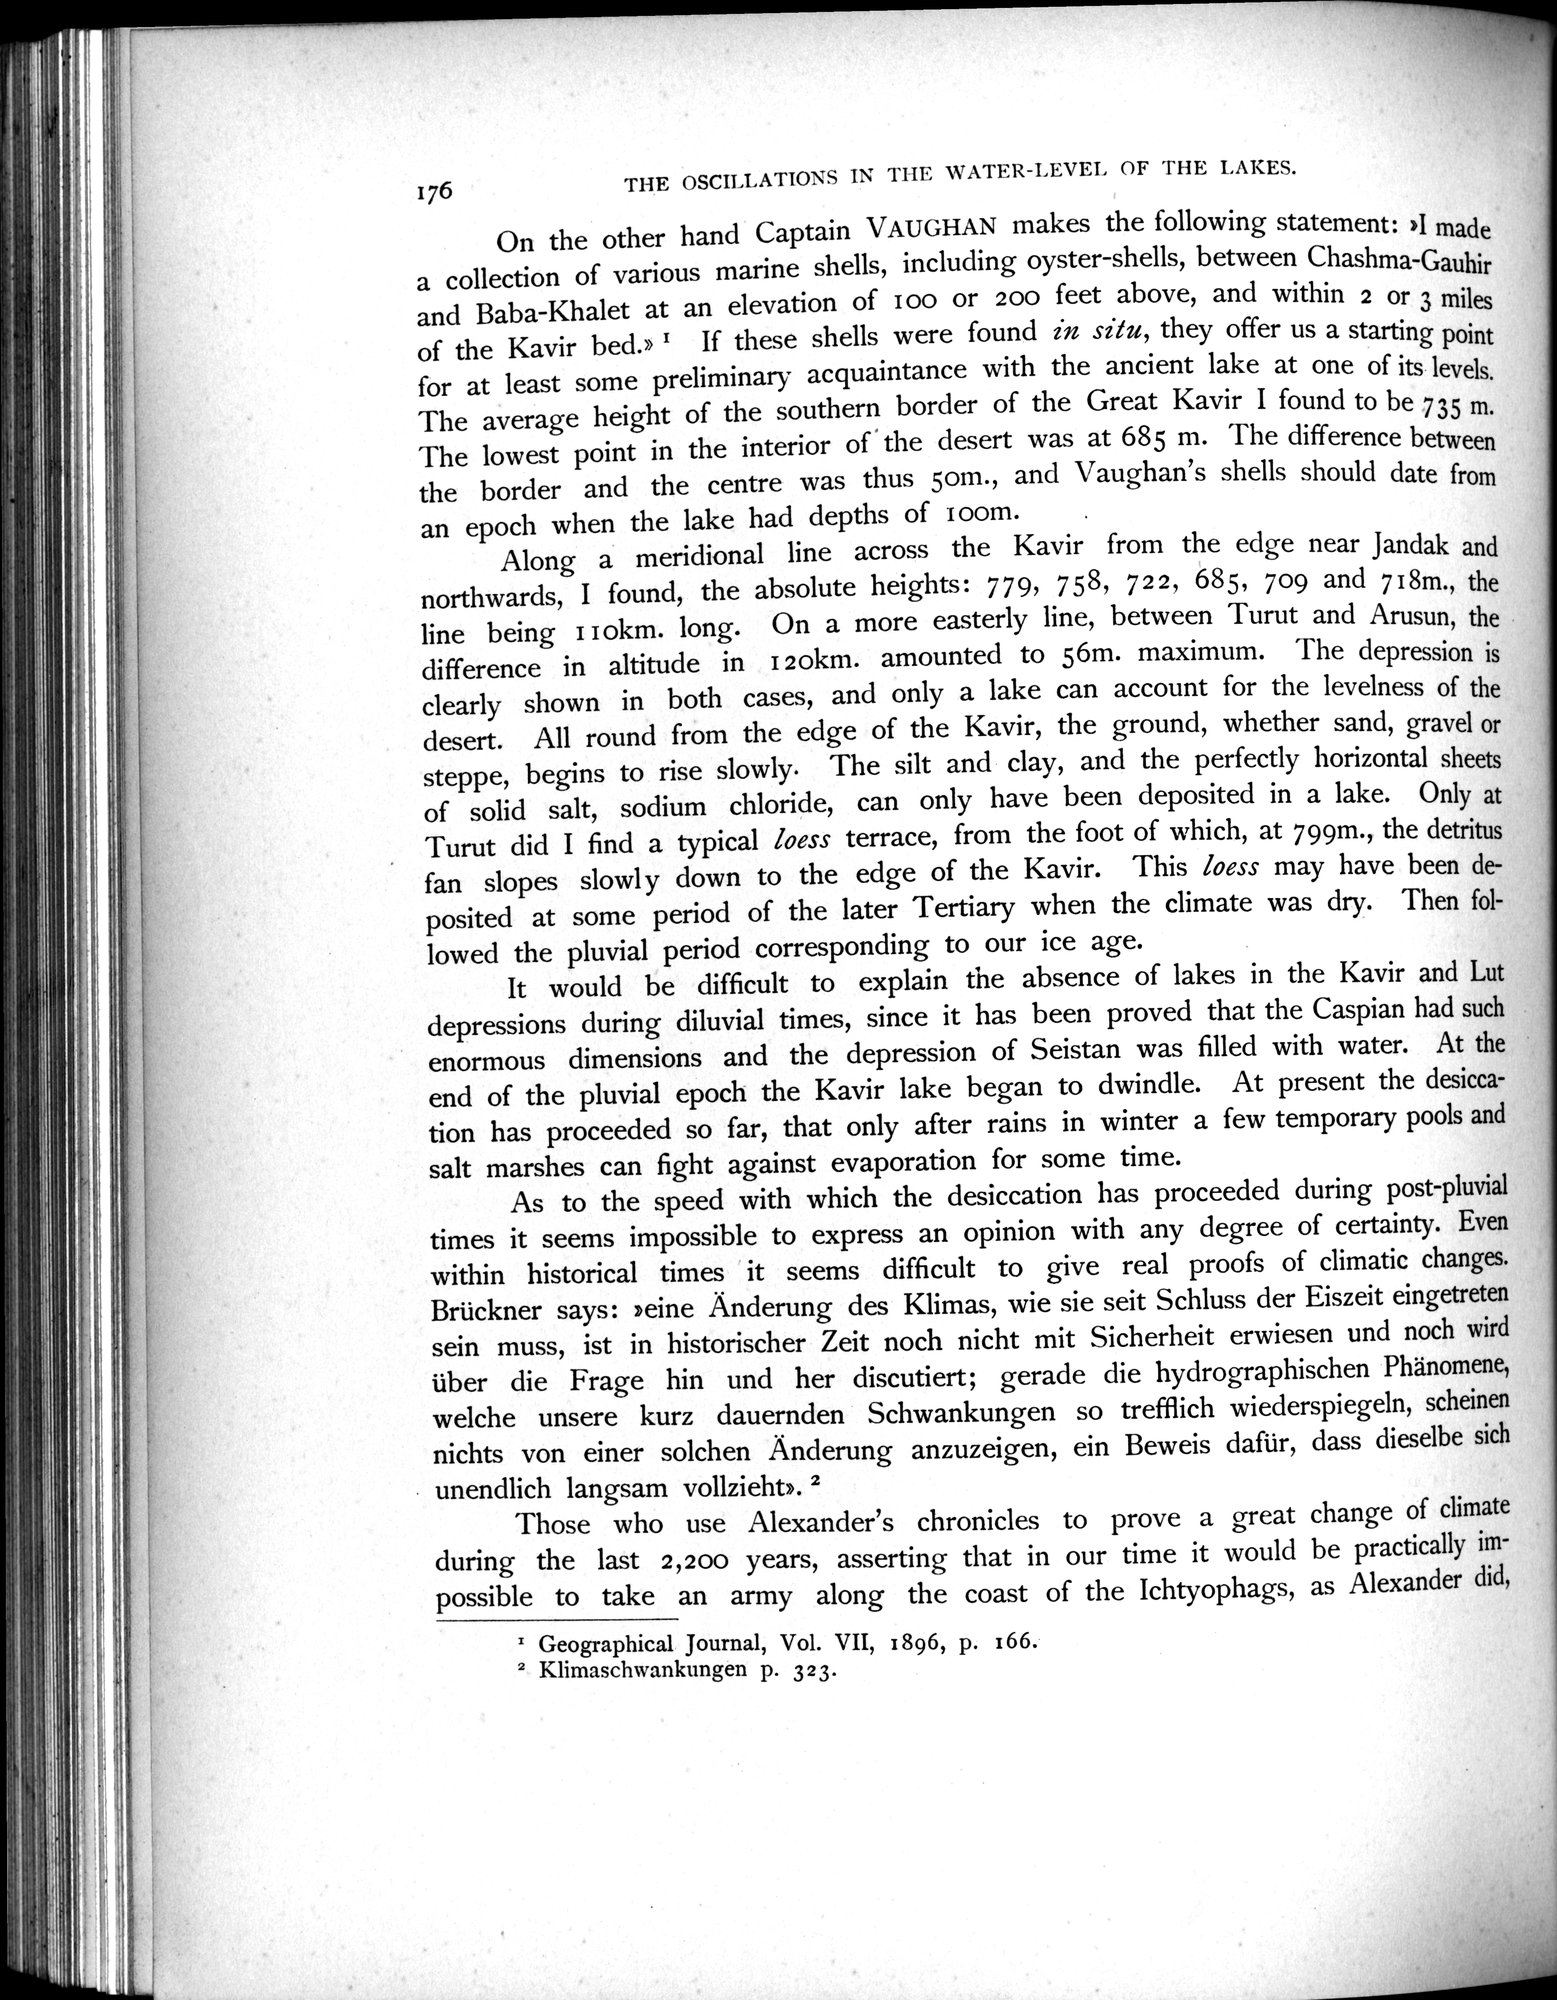 176 THE OSCILLATIONS IN THE WATER-LEVEL OF THE LAKES.
On the other hand Captain VAUGHAN makes the following statement: »I made
a collection of various marine shells, including oyster-shells, between Chashma-Gauhir
and Baba-Khalet at an elevation of 100 or 200 feet above, and within 2 or 3 miles
of the Kavir bed.» ¹ If these shells were found in situ, they offer us a starting point
for at least some preliminary acquaintance with the ancient lake at one of its levels.
The average height of the southern border of the Great Kavir I found to be 735 m.
The lowest point in the interior of the desert was at 685 m. The difference between
the border and the centre was thus 50m., and Vaughan's shells should date from
an epoch when the lake had depths of 100m.
Along a meridional line across the Kavir from the edge near Jandak and
northwards, I found, the absolute heights: 779, 758, 722, 685, 709 and 718m., the
line being 110km. long. On a more easterly line, between Turut and Arusun, the
difference in altitude in 120km. amounted to 56m. maximum. The depression is
clearly shown in both cases, and only a lake can account for the levelness of the
desert. All round from the edge of the Kavir, the ground, whether sand, gravel or
steppe, begins to rise slowly. The silt and clay, and the perfectly horizontal sheets
of solid salt, sodium chloride, can only have been deposited in a lake. Only at
Turut did I find a typical loess terrace, from the foot of which, at 799m., the detritus
fan slopes slowly down to the edge of the Kavir. This loess may have been de-
posited at some period of the later Tertiary when the climate was dry. Then fol-
lowed the pluvial period corresponding to our ice age.
It would be difficult to explain the absence of lakes in the Kavir and Lut
depressions during diluvial times, since it has been proved that the Caspian had such
enormous dimensions and the depression of Seistan was filled with water. At the
end of the pluvial epoch the Kavir lake began to dwindle. At present the desicca-
tion has proceeded so far, that only after rains in winter a few temporary pools and
salt marshes can fight against evaporation for some time.
As to the speed with which the desiccation has proceeded during post-pluvial
times it seems impossible to express an opinion with any degree of certainty. Even
within historical times it seems difficult to give real proofs of climatic changes.
Brückner says: »eine Änderung des Klimas, wie sie seit Schluss der Eiszeit eingetreten
sein muss, ist in historischer Zeit noch nicht mit Sicherheit erwiesen und noch wird
über die Frage hin und her discutiert; gerade die hydrographischen Phänomene,
welche unsere kurz dauernden Schwankungen so trefflich wiederspiegeln, scheinen
nichts von einer solchen Änderung anzuzeigen, ein Beweis dafür, dass dieselbe sich
unendlich langsam vollzieht». ²
Those who use Alexander's chronicles to prove a great change of climate
during the last 2,200 years, asserting that in our time it would be practically im-
possible to take an army along the coast of the Ichtyophags, as Alexander did,
¹ Geographical Journal, Vol. VII, 1896, p. 166.
² Klimaschwankungen p. 323.